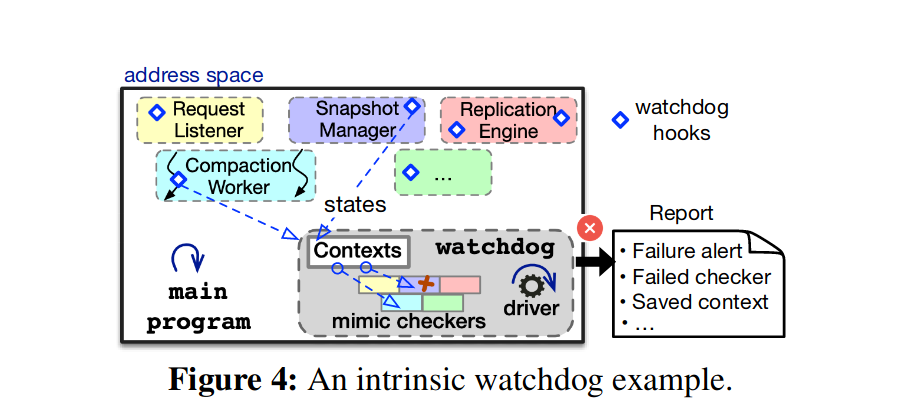 address space
Request
Listener
Snapshot
Manager
Replication
Engine
watchdog
hooks
Compaction
Worker
...
states
Report
Contexts
watchdog
• Failure alert
• Failed checker
• Saved context
• ...
main
program
mimic checkers
driver
Figure 4: An intrinsic watchdog example.